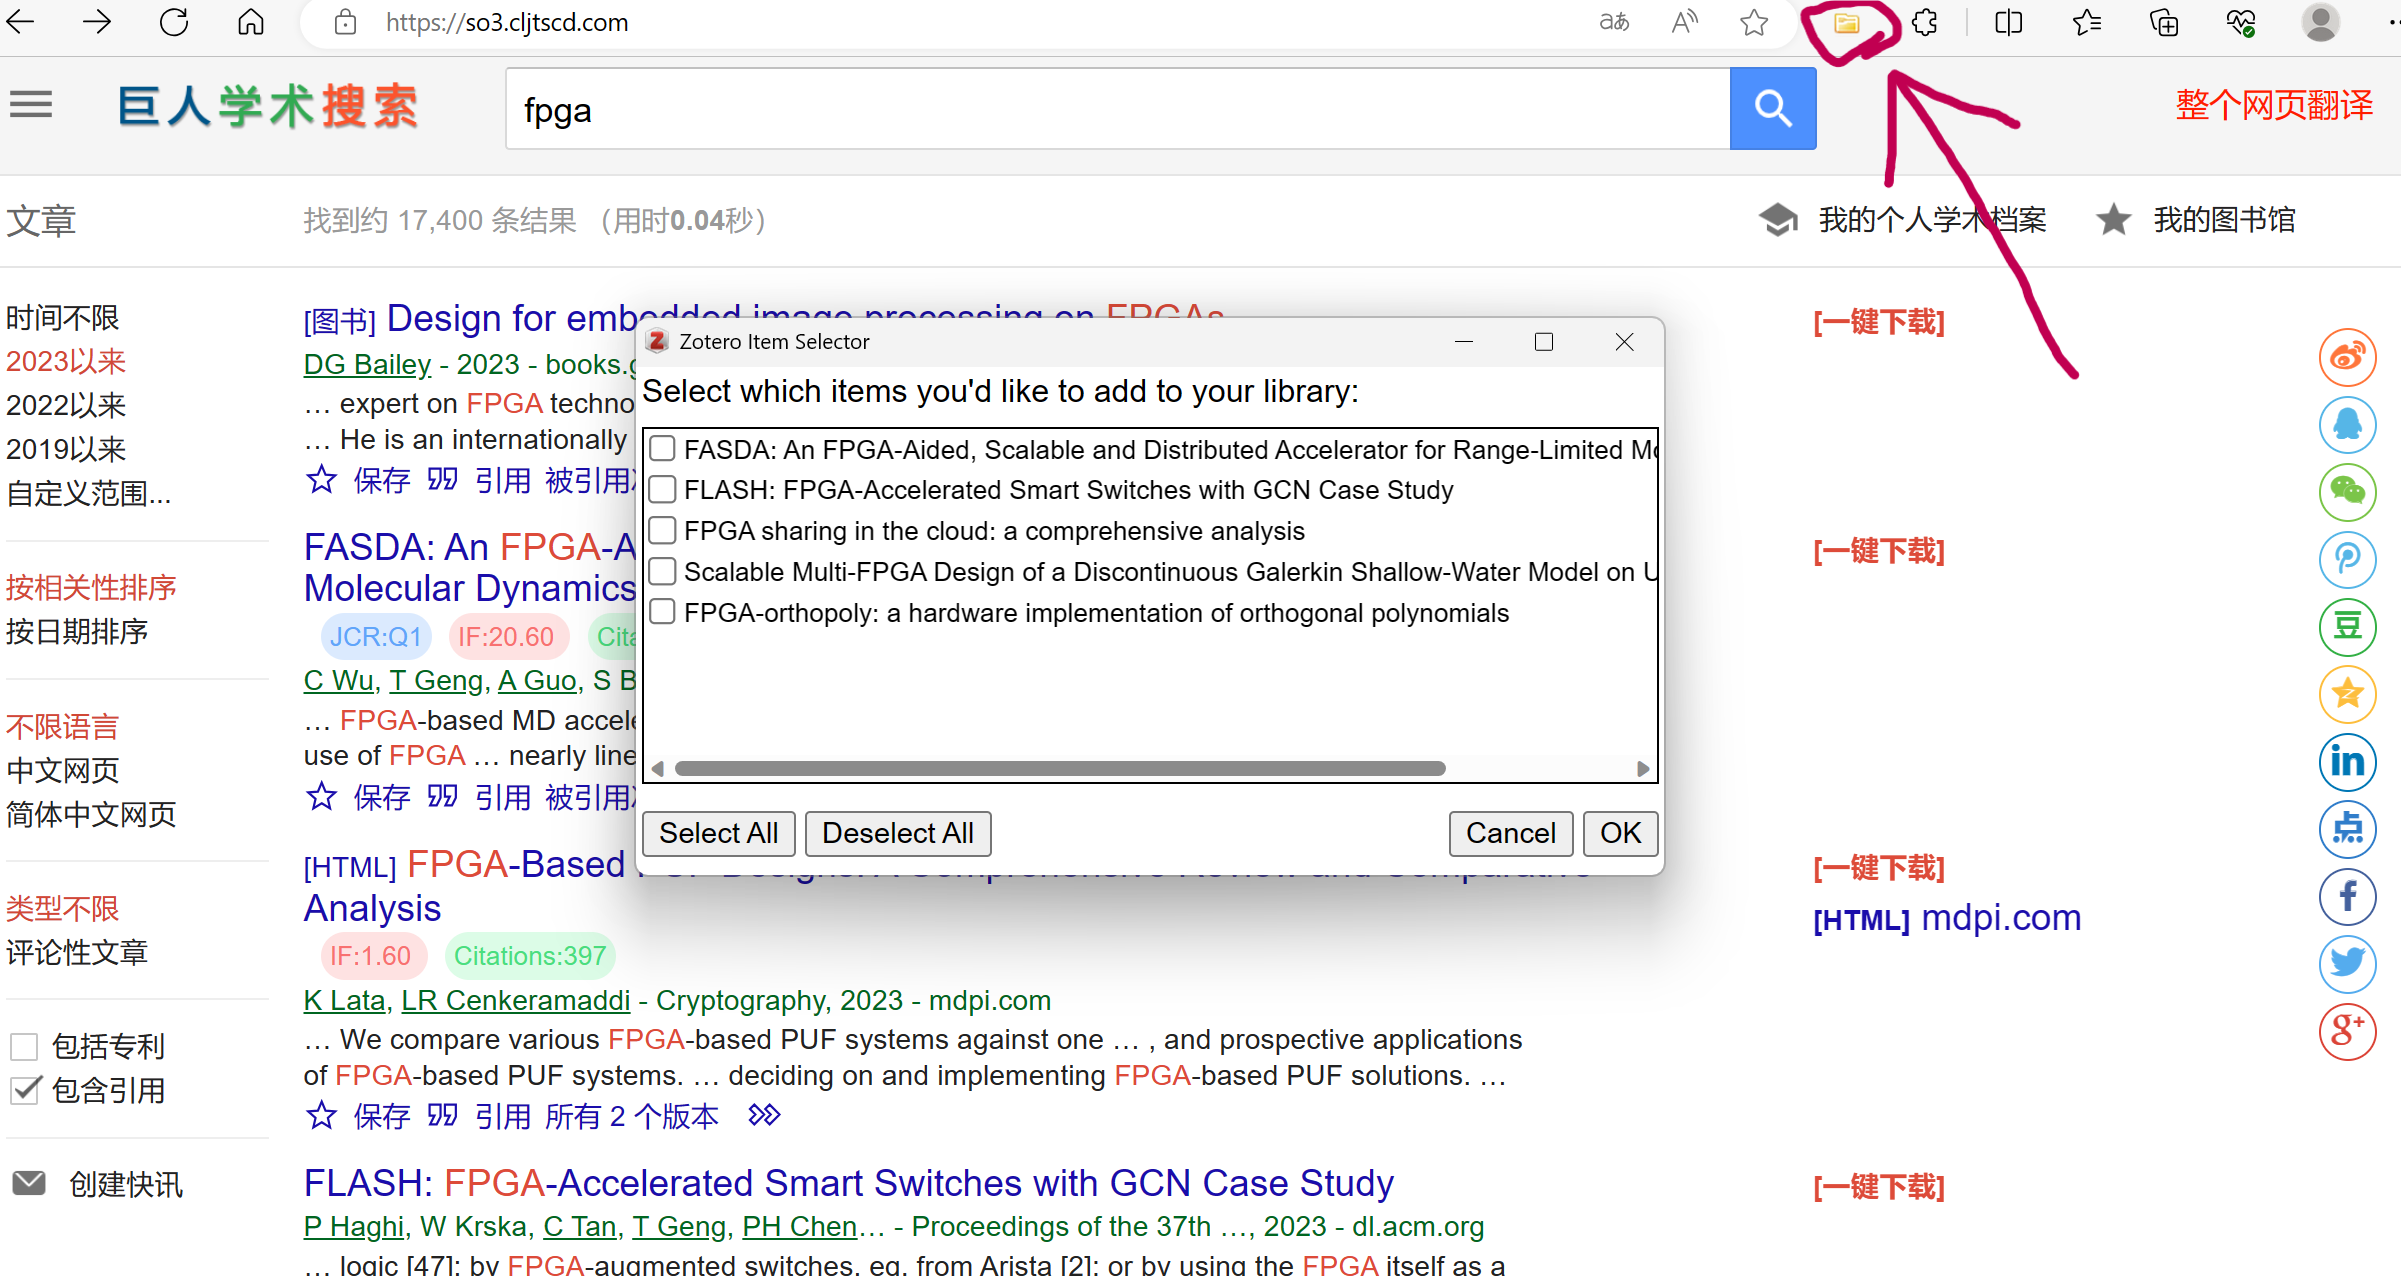 https://so3.cljtscd.com
aあ
A
巨人学术搜索
fpga
整个网页翻译
文章
找到约 17,400 条结果 （用时0.04秒）
我的个人学术档案
我的图书馆
时间不限
2023以来
2022以来
2019以来
自定义范围...
按相关性排序
按日期排序
不限语言
中文网页
简体中文网页
类型不限
评论性文章
包括专利
包含引用
创建快讯
[图书] Design for embedded image processing on FPGAs
DG Bailey - 2023 - books.g
… expert on FPGA techno
… He is an internationally
保存 引用 被引用
[一键下载]
FASDA: An FPGA-A
Molecular Dynamics
JCR:Q1 IF:20.60 Cita
C Wu, T Geng, A Guo, S B
… FPGA-based MD accele
use of FPGA … nearly line
保存 引用 被引用
[一键下载]
[HTML] FPGA-Based PUF Designs: A Comprehensive Review and Comparative
Analysis
IF:1.60 Citations:397
K Lata, LR Cenkeramaddi - Cryptography, 2023 - mdpi.com
… We compare various FPGA-based PUF systems against one … , and prospective applications
of FPGA-based PUF systems. … deciding on and implementing FPGA-based PUF solutions. …
保存 引用 所有 2 个版本
[一键下载]
[HTML] mdpi.com
FLASH: FPGA-Accelerated Smart Switches with GCN Case Study
P Haghi, W Krska, C Tan, T Geng, PH Chen… - Proceedings of the 37th …, 2023 - dl.acm.org
… logic [47]; by FPGA-augmented switches, eg, from Arista [2]; or by using the FPGA itself as a
[一键下载]
Z Zotero Item Selector
Select which items you'd like to add to your library:
FASDA: An FPGA-Aided, Scalable and Distributed Accelerator for Range-Limited Mo
FLASH: FPGA-Accelerated Smart Switches with GCN Case Study
FPGA sharing in the cloud: a comprehensive analysis
Scalable Multi-FPGA Design of a Discontinuous Galerkin Shallow-Water Model on U
FPGA-orthopoly: a hardware implementation of orthogonal polynomials
Select All
Deselect All
Cancel
OK
豆
in
点
f
g+